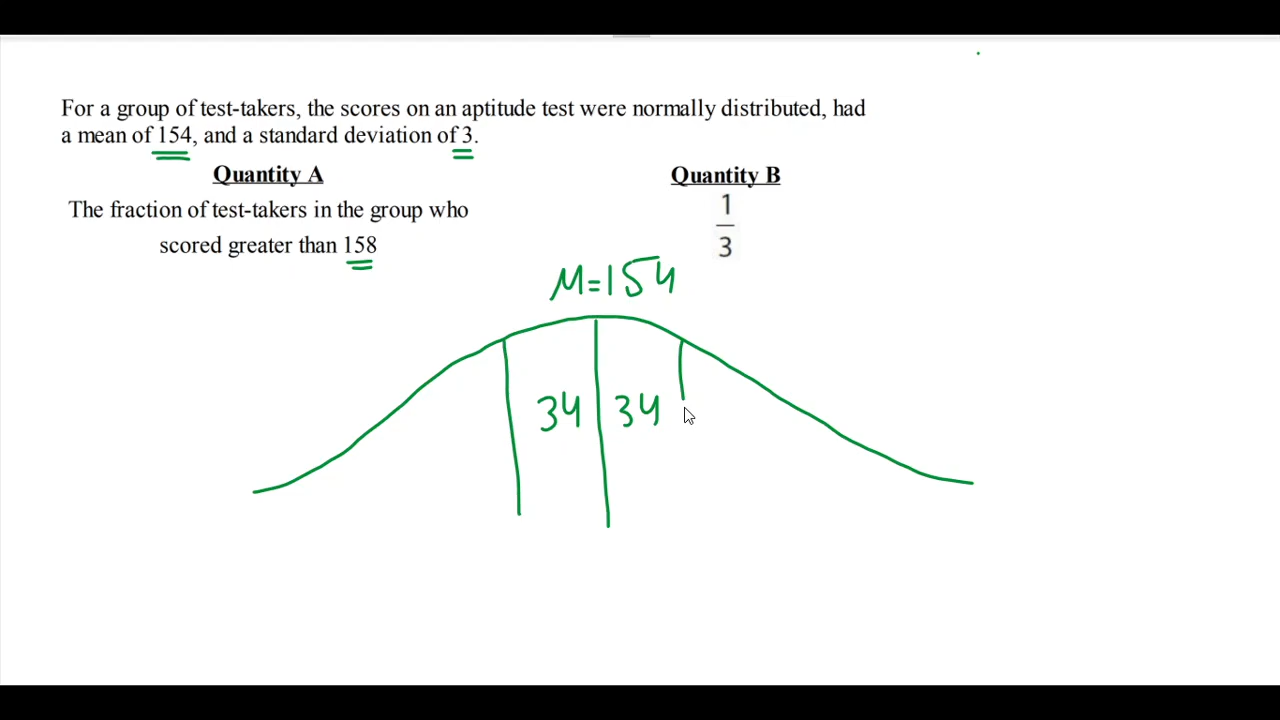 For a group of test-takers, the scores on an aptitude test were normally distributed, had
a mean of 154, and a standard deviation of 3.
Quantity A
The fraction of test-takers in the group who
scored greater than 158
Quantity B
1
3
M=154
34 34